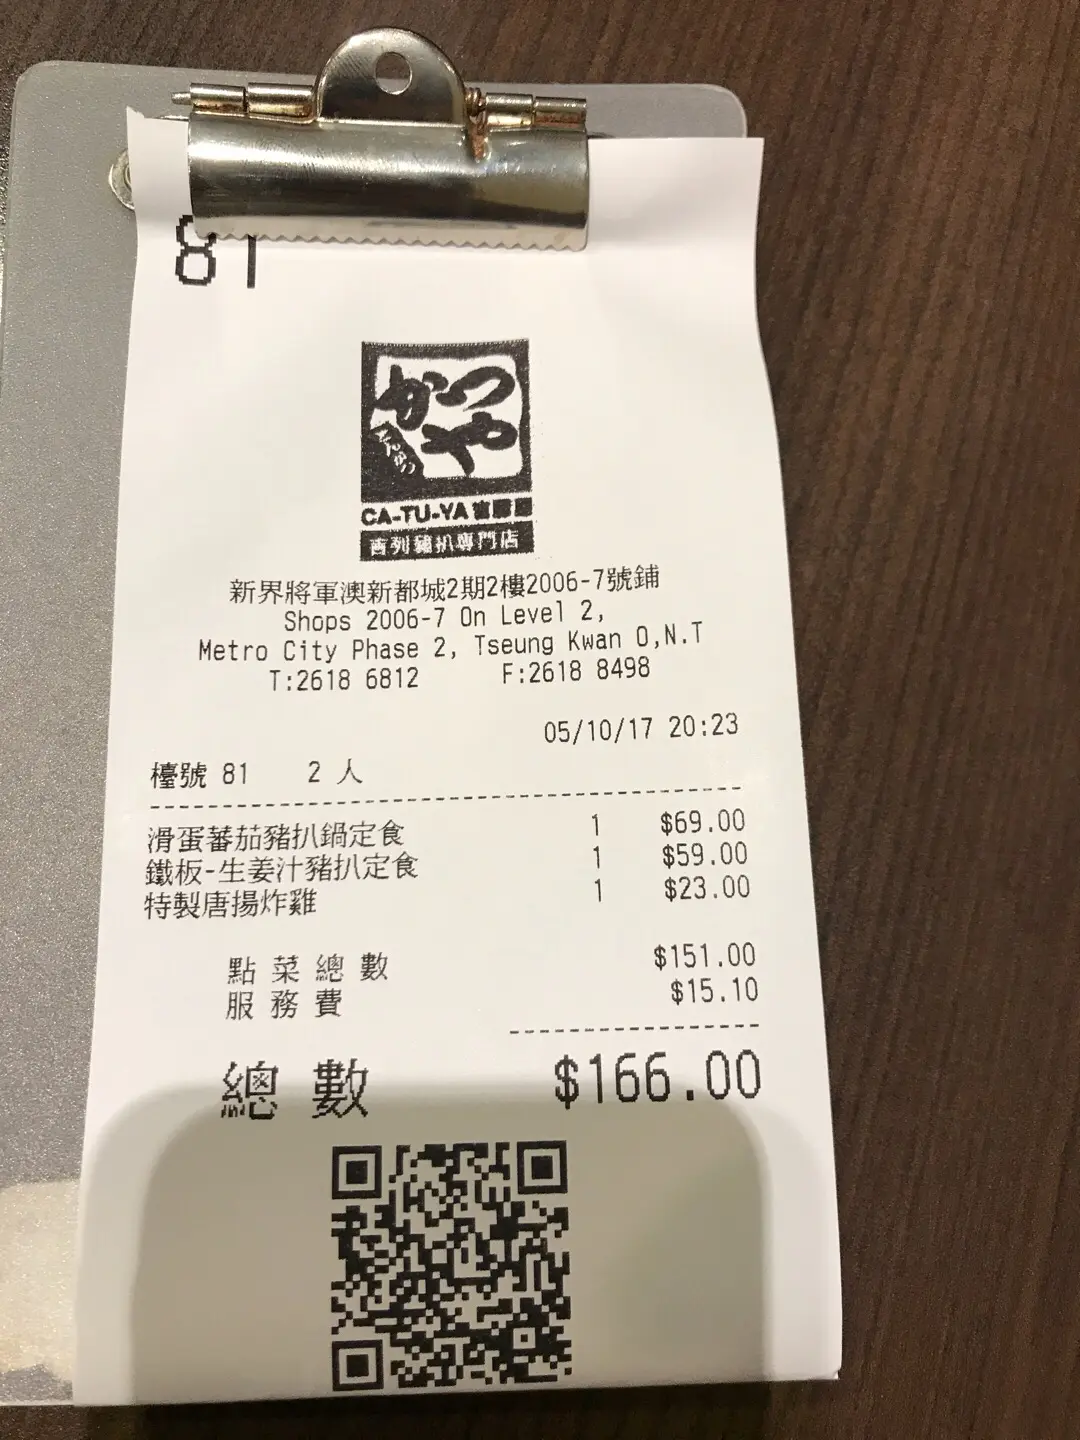 81
かつや
CA-TU-YA 吉豚屋
吉列豬扒專門店
新界將軍澳新都城2期2樓2006-7號鋪
Shops 2006-7 On Level 2,
Metro City Phase 2, Tseung Kwan O,N.T
T:2618 6812 F:2618 8498
05/10/17 20:23
檯號 81 2 人
滑蛋蕃茄豬扒鍋定食 1 $69.00
鐵板-生姜汁豬扒定食 1 $59.00
特製唐揚炸雞 1 $23.00
點菜總數 $151.00
服務費 $15.10
總數 $166.00